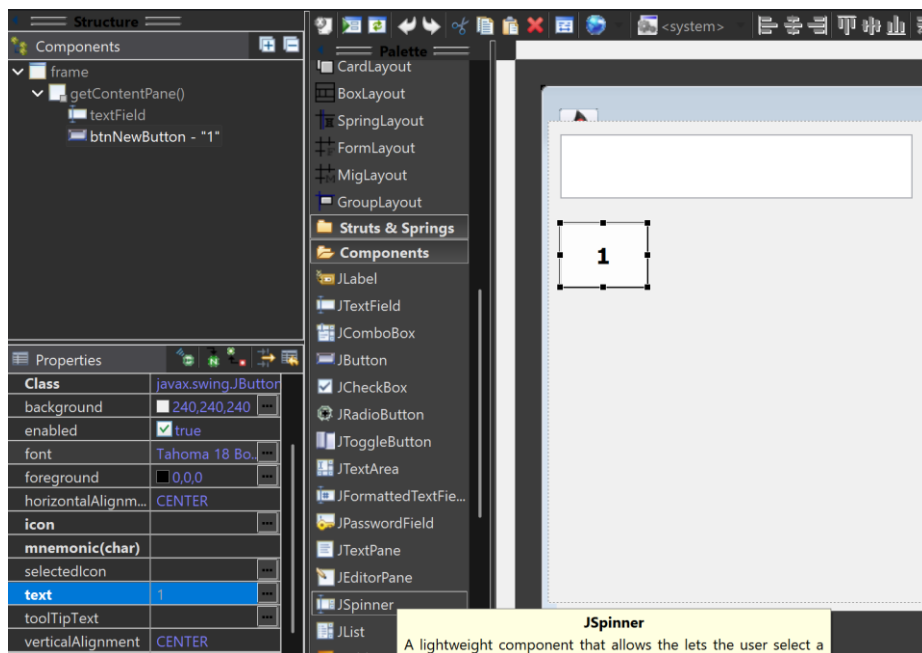 Structure
Components
frame
getContentPane()
textField
btnNewButton - "1"
Properties
Class javax.swing.JButton
background 240,240,240
enabled true
font Tahoma 18 Bo...
foreground 0,0,0
horizontalAlignm... CENTER
icon
mnemonic(char)
selectedIcon
text 1
toolTipText
verticalAlignment CENTER
<system>
Palette
CardLayout
BoxLayout
SpringLayout
FormLayout
MigLayout
GroupLayout
Struts & Springs
Components
JLabel
JTextField
JComboBox
JButton
JCheckBox
JRadioButton
JToggleButton
JTextArea
JFormattedTextFie...
JPasswordField
JTextPane
JEditorPane
JSpinner
JList
1
JSpinner
A lightweight component that allows the lets the user select a